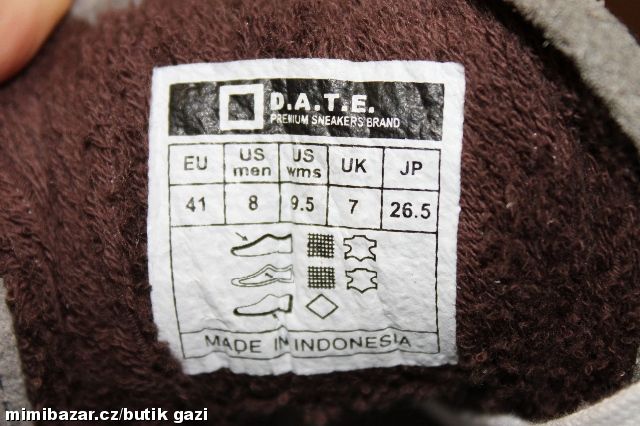 D.A.T.E.
PREMIUM SNEAKERS BRAND
EU US men US wms UK JP
41 8 9.5 7 26.5
MADE IN INDONESIA
mimibazar.cz/butik gazi